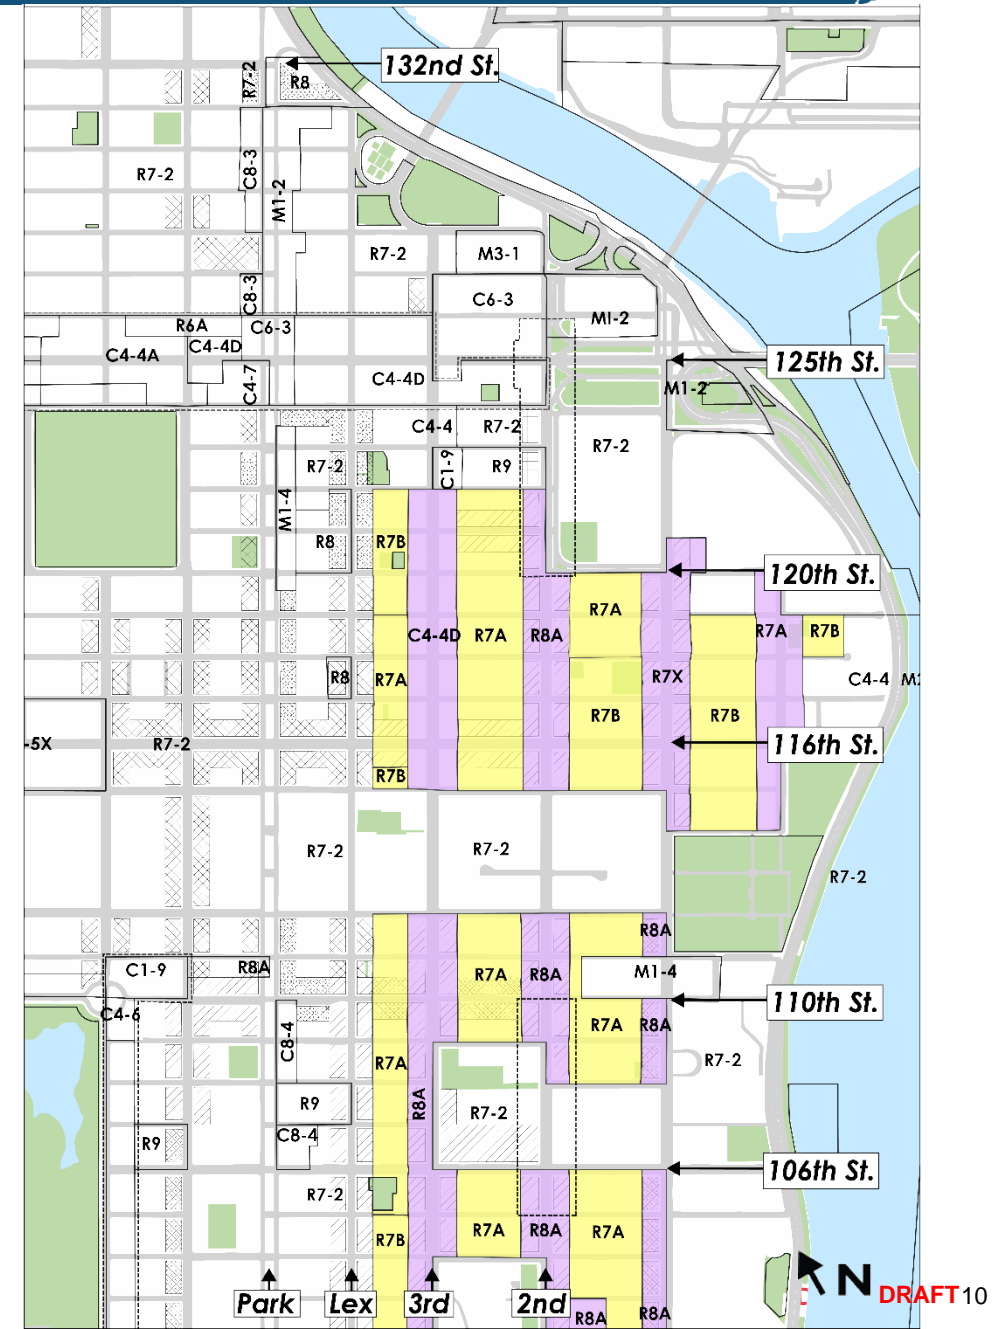 132nd St.
R7-2
R8
R7-2
C8-3
M1-2
R7-2
M3-1
C8-3
C6-3
MI-2
R6A
C6-3
C4-4A
C4-4D
125th St.
C4-7
C4-4D
M1-2
C4-4
R7-2
R7-2
R7-2
C1-9
R9
M1-4
R8
R7B
120th St.
R7A
C4-4D
R7A
R8A
R7A
R7B
R8
R7A
R7X
C4-4
R7B
R7B
-5X
R7-2
116th St.
R7B
R7-2
R7-2
R7-2
R8A
C1-9
R8A
R7A
R8A
M1-4
110th St.
C4-6
R7A
R8A
C8-4
R7A
R7-2
R9
R8A
R7-2
C8-4
R9
106th St.
R7-2
R7B
R7A
R8A
R7A
N
DRAFT10
Park
Lex
3rd
2nd
R8A
R8A